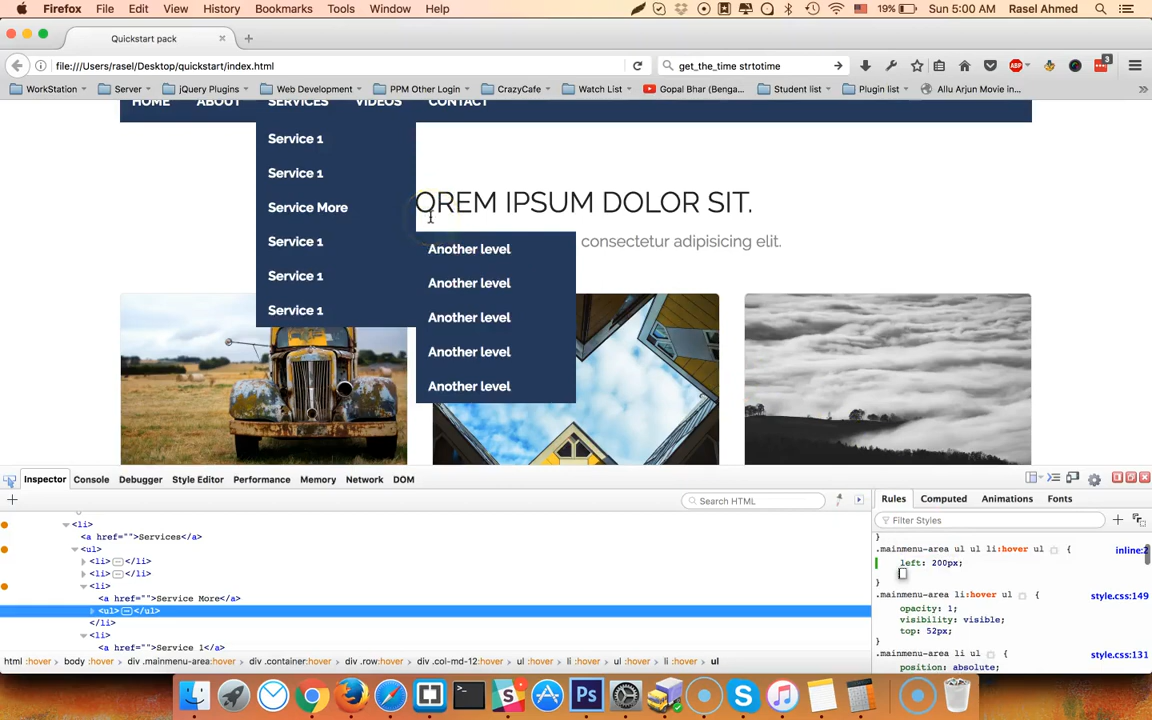 Firefox File Edit View History Bookmarks Tools Window Help 19% Sun 5:00 AM Rasel Ahmed
Quickstart pack
file:///Users/rasel/Desktop/quickstart/index.html get_the_time strtotime ABP 3
WorkStation Server jQuery Plugins Web Development PPM Other Login CrazyCafe Watch List Gopal Bhar (Benga... Student list Plugin list Allu Arjun Movie in...
HOME ABOUT SERVICES VIDEOS CONTACT
Service 1
Service 1
OREM IPSUM DOLOR SIT.
Service More
Service 1
consectetur adipisicing elit.
Another level
Service 1
Another level
Service 1
Another level
Another level
Another level
Inspector Console Debugger Style Editor Performance Memory Network DOM
Search HTML
Rules Computed Animations Fonts
Filter Styles
<li>
<a href="">Services</a>
<ul>
<li></li>
<li></li>
<li>
<a href="">Service More</a>
<ul></ul>
</li>
<li>
<a href="">Service 1</a>
}
.mainmenu-area ul ul li:hover ul { inline:2
left: 200px;
}
.mainmenu-area li:hover ul { style.css:149
opacity: 1;
visibility: visible;
top: 52px;
}
.mainmenu-area li ul { style.css:131
position: absolute;
html :hover body :hover div .mainmenu-area:hover div .container:hover div .row:hover div .col-md-12:hover ul :hover li :hover ul :hover li :hover ul